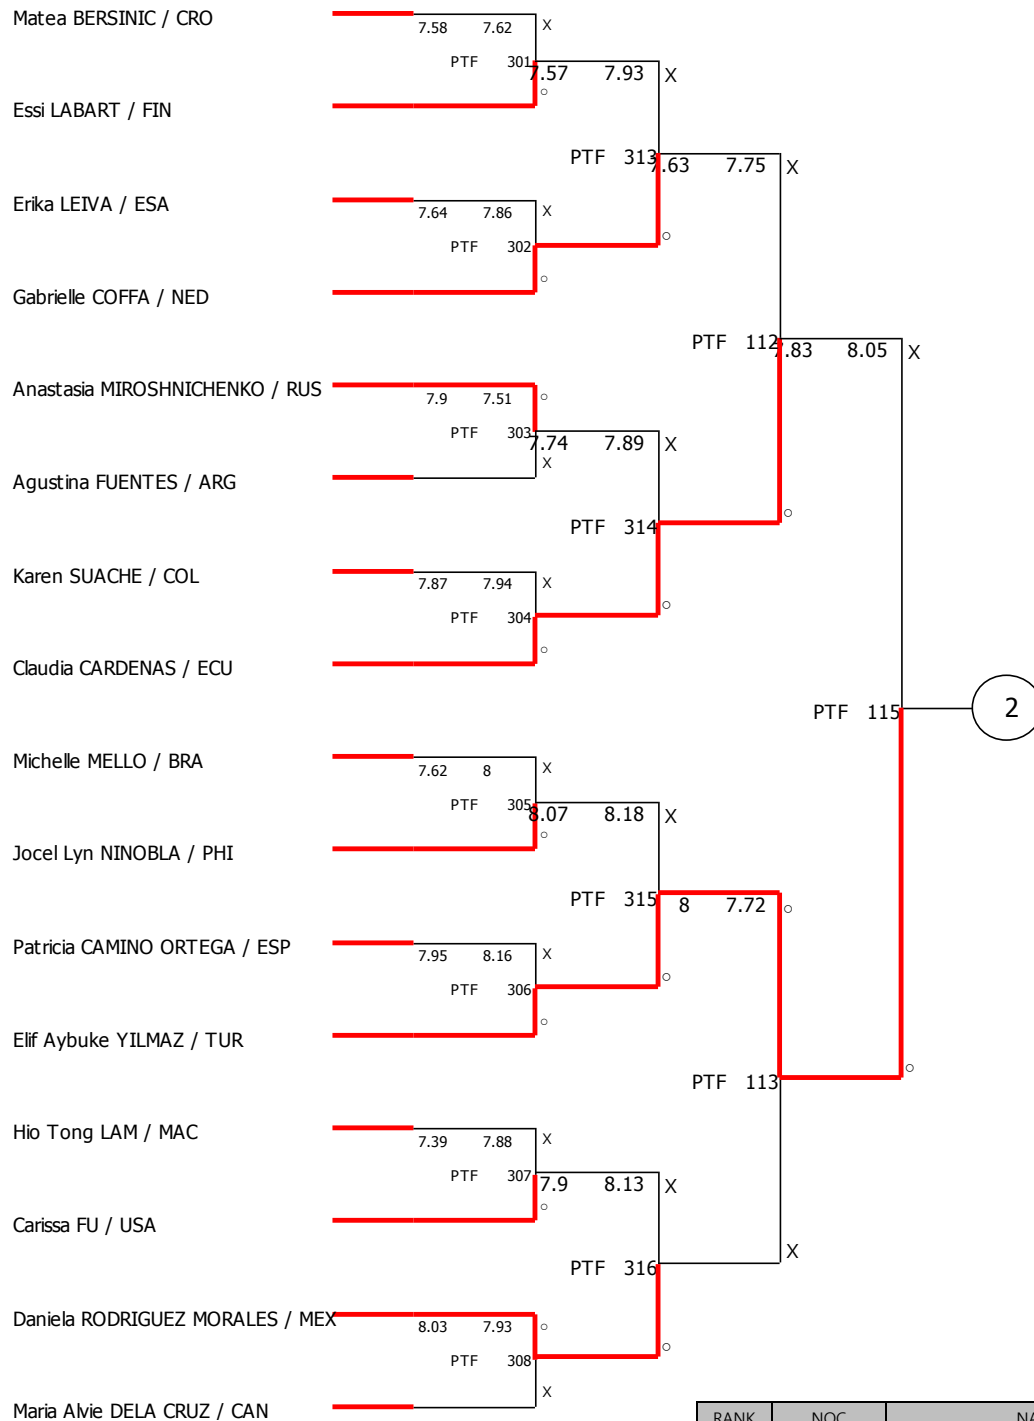 Matea BERSINIC / CRO
7.58 7.62 X
PTF 301
7.57 7.93 X
Essi LABART / FIN
PTF 313
7.63 7.75 X
Erika LEIVA / ESA
7.64 7.86 X
PTF 302
Gabrielle COFFA / NED
PTF 112
7.83 8.05 X
Anastasia MIROSHNICHENKO / RUS
7.9 7.51
PTF 303
7.74 7.89 X
X
Agustina FUENTES / ARG
PTF 314
Karen SUACHE / COL
7.87 7.94 X
PTF 304
Claudia CARDENAS / ECU
PTF 115
2
Michelle MELLO / BRA
7.62 8 X
PTF 305
8.07 8.18 X
Jocel Lyn NINOBLA / PHI
PTF 315
8 7.72
Patricia CAMINO ORTEGA / ESP
7.95 8.16 X
PTF 306
Elif Aybuke YILMAZ / TUR
PTF 113
Hio Tong LAM / MAC
7.39 7.88 X
PTF 307
7.9 8.13 X
Carissa FU / USA
X
PTF 316
Daniela RODRIGUEZ MORALES / MEX
8.03 7.93
PTF 308
X
Maria Alvie DELA CRUZ / CAN
RANK NOC